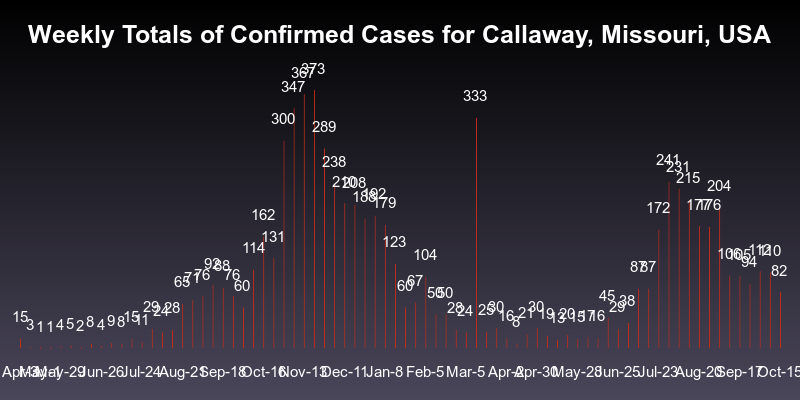 Weekly Totals of Confirmed Cases for Callaway, Missouri, USA
15 3 1 1 4 5 2 8 4 9 8 15 11 29 24 28 65 71 76 92 88 76 60 114 162 131 300 347 367 373 289 238 210 208 188 192 179 123 60 67 104 50 50 28 24 333 25 30 16 8 21 30 19 13 20 15 17 16 45 29 38 87 87 172 241 231 215 177 176 204 106 105 94 112 110 82
Apr-3 May-1 May-29 Jun-26 Jul-24 Aug-21 Sep-18 Oct-16 Nov-13 Dec-11 Jan-8 Feb-5 Mar-5 Apr-2 Apr-30 May-28 Jun-25 Jul-23 Aug-20 Sep-17 Oct-15